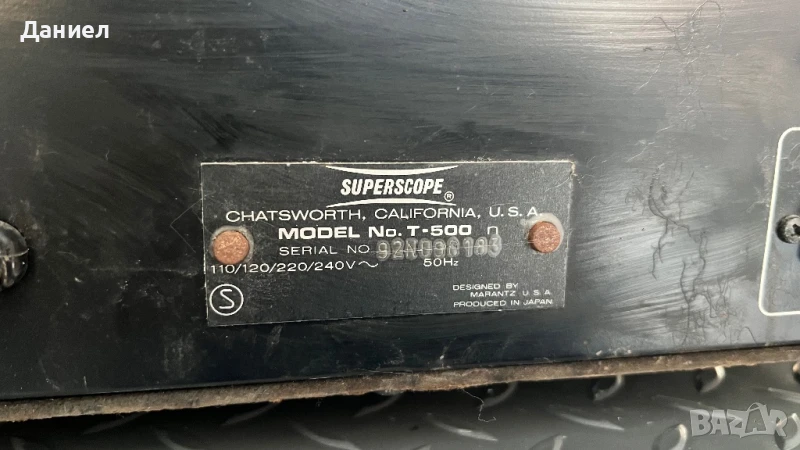 Даниел
SUPERSCOPE®
CHATSWORTH, CALIFORNIA, U.S.A.
MODEL No. T-500 n
SERIAL NO
110/120/220/240V~ 50Hz
S
DESIGNED BY
MARANTZ U.S.A.
PRODUCED IN JAPAN
BAZAR